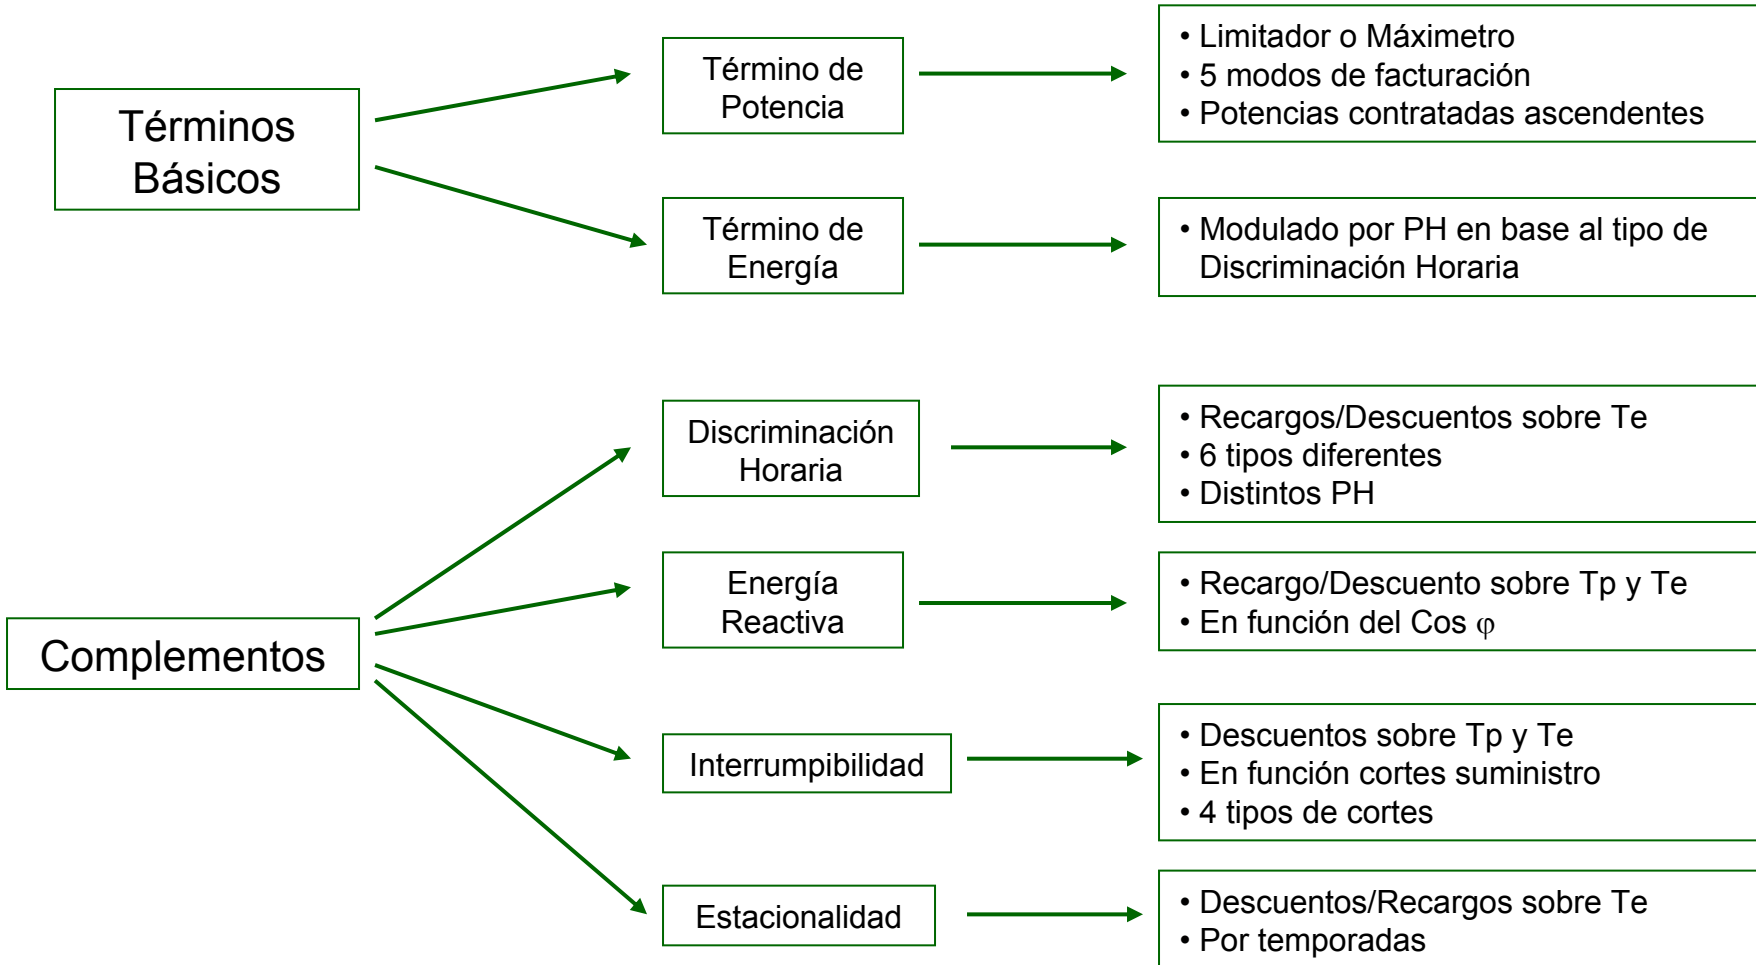 Términos
Básicos
Término de
Potencia
• Limitador o Máximetro
• 5 modos de facturación
• Potencias contratadas ascendentes
Término de
Energía
• Modulado por PH en base al tipo de
Discriminación Horaria
Complementos
Discriminación
Horaria
• Recargos/Descuentos sobre Te
• 6 tipos diferentes
• Distintos PH
Energía
Reactiva
• Recargo/Descuento sobre Tp y Te
• En función del Cos φ
Interrumpibilidad
• Descuentos sobre Tp y Te
• En función cortes suministro
• 4 tipos de cortes
Estacionalidad
• Descuentos/Recargos sobre Te
• Por temporadas